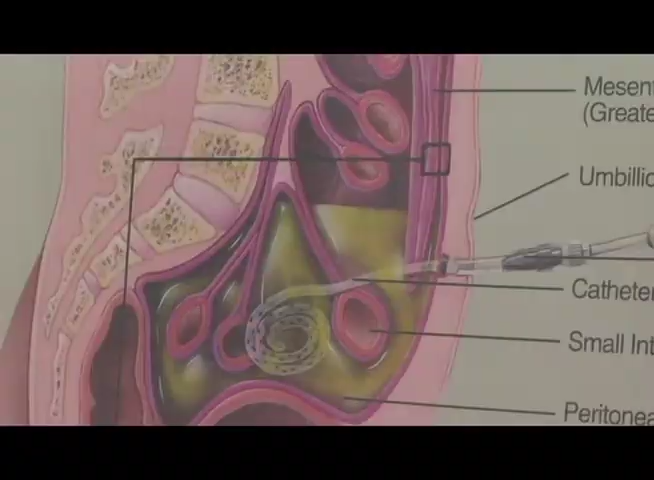 Mesent
(Greate
Umbillic
Catheter
Small Int
Peritonea